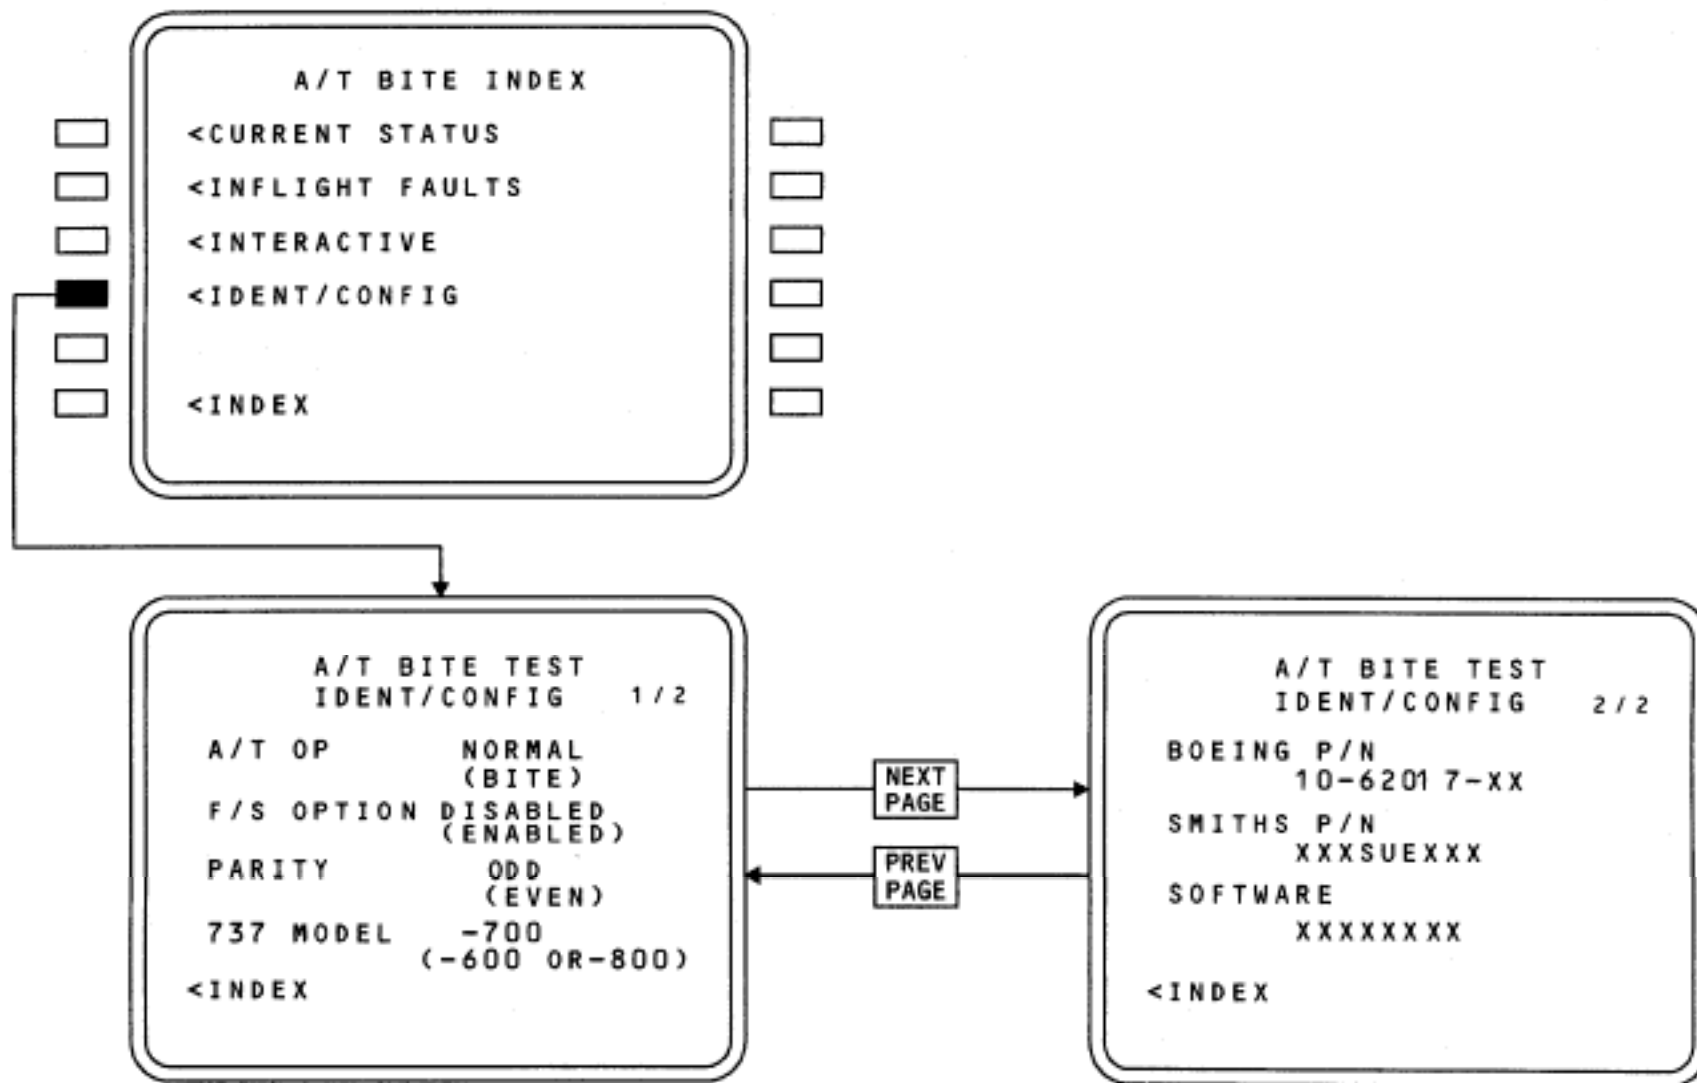 A/T BITE INDEX
<CURRENT STATUS
<INFLIGHT FAULTS
<INTERACTIVE
<IDENT/CONFIG
<INDEX
A/T BITE TEST
IDENT/CONFIG 1/2
A/T OP NORMAL
(BITE)
F/S OPTION DISABLED
(ENABLED)
PARITY ODD
(EVEN)
737 MODEL -700
(-600 OR-800)
<INDEX
NEXT
PAGE
PREV
PAGE
A/T BITE TEST
IDENT/CONFIG 2/2
BOEING P/N
10-62017-XX
SMITHS P/N
XXXSUEXXX
SOFTWARE
XXXXXXXX
<INDEX